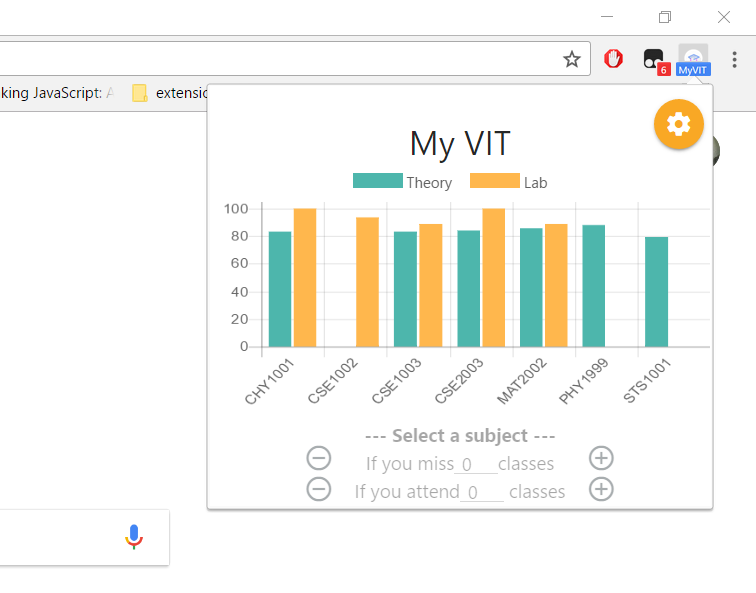 6
MyVIT
king JavaScript: A
extensio
My VIT
Theory
Lab
100
80
60
40
20
0
CHY1001
CSE1002
CSE1003
CSE2003
MAT2002
PHY1999
STS1001
--- Select a subject ---
If you miss 0 classes
If you attend 0 classes